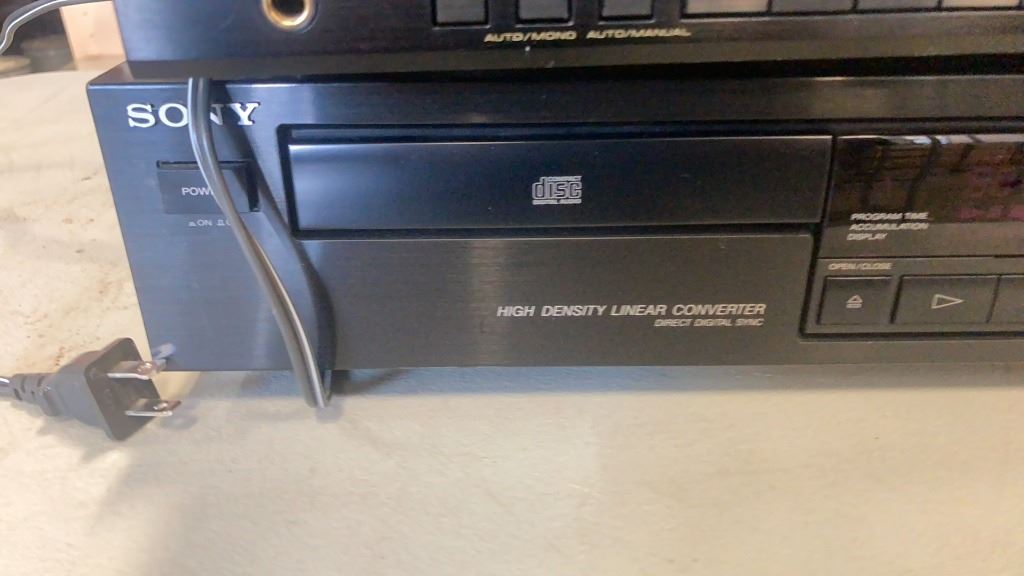 AUTO/MONO AUTO/MANUAL
SONY
COMPACT
disc
DIGITAL AUDIO
ON
PROGRAM TIME
ACCUMULATION
DISPLAY
OPEN/CLOSE
HIGH DENSITY LINEAR CONVERTER
DIRECT DIGITAL SYNC